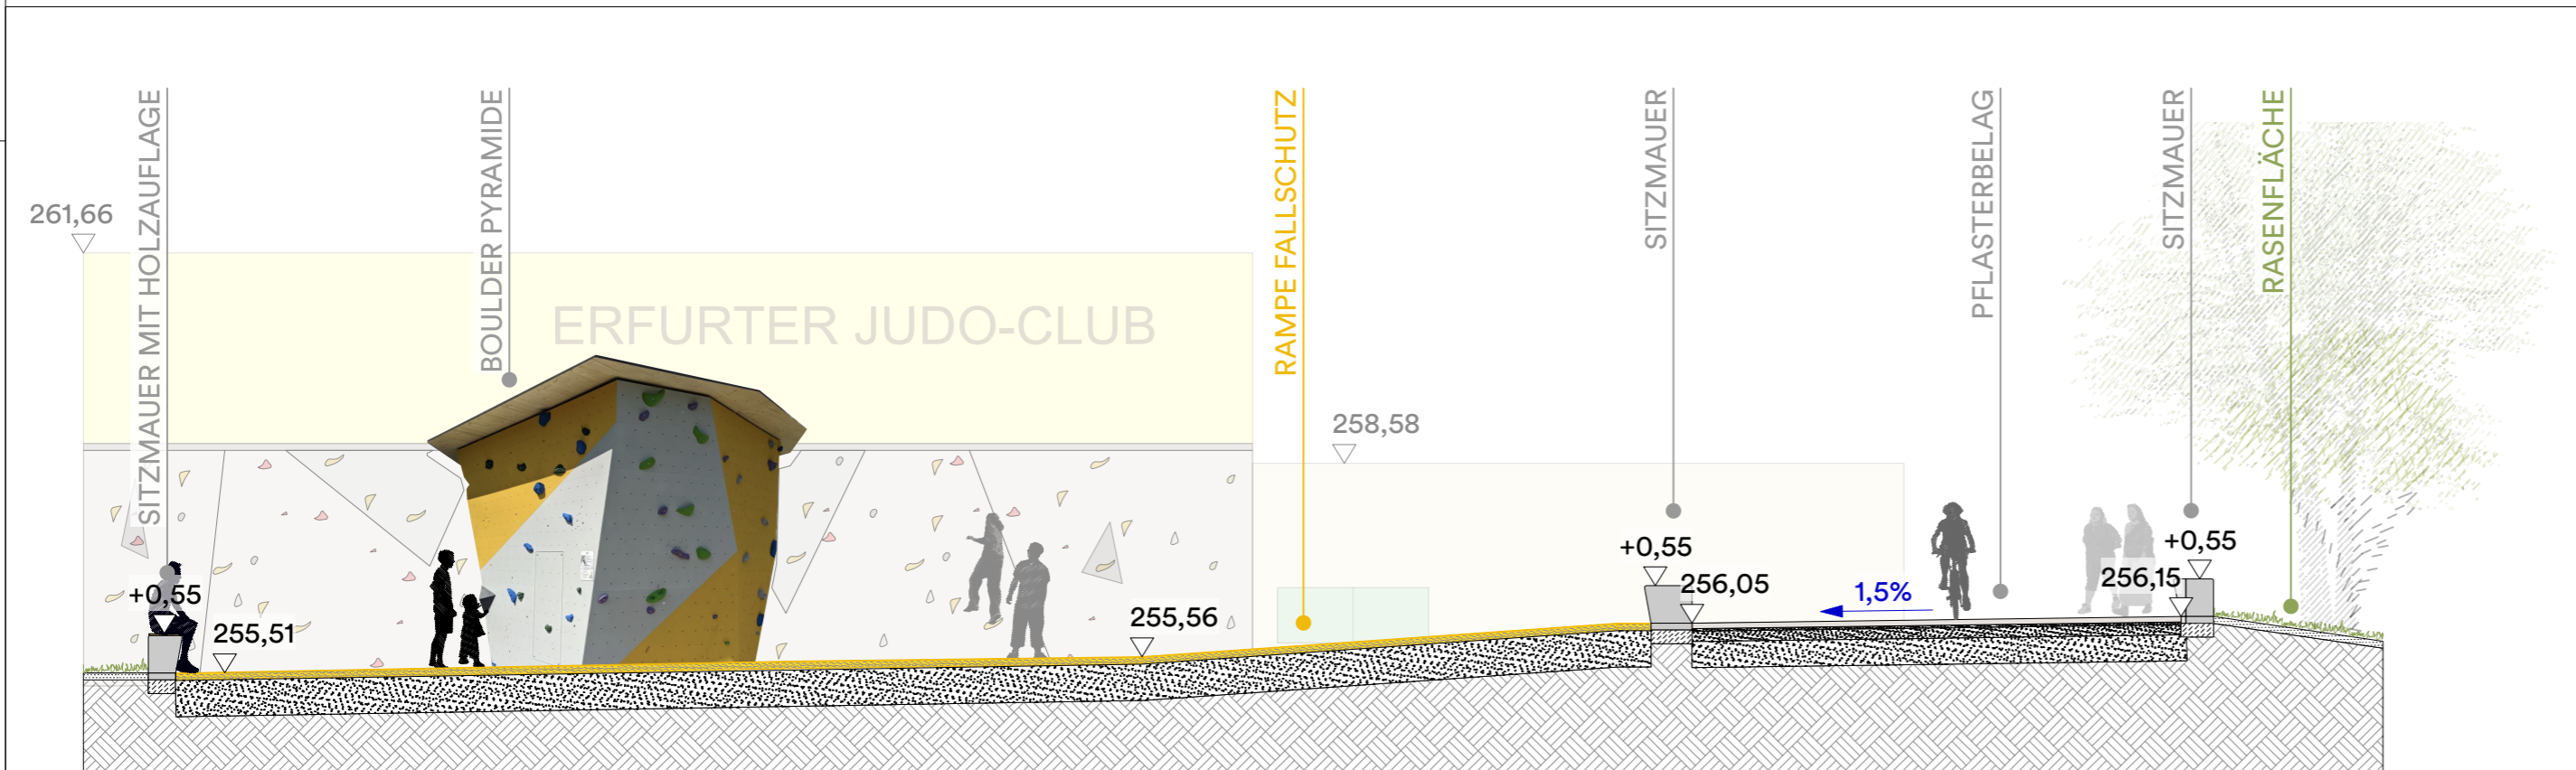 SITZMAUER MIT HOLZAUFLAGE
BOULDER PYRAMIDE
RAMPE FALLSCHUTZ
SITZMAUER
PFLASTERBELAG
SITZMAUER
RASENFLÄCHE
261,66
ERFURTER JUDO-CLUB
258,58
+0,55
255,51
255,56
+0,55
256,05
1,5%
+0,55
256,15